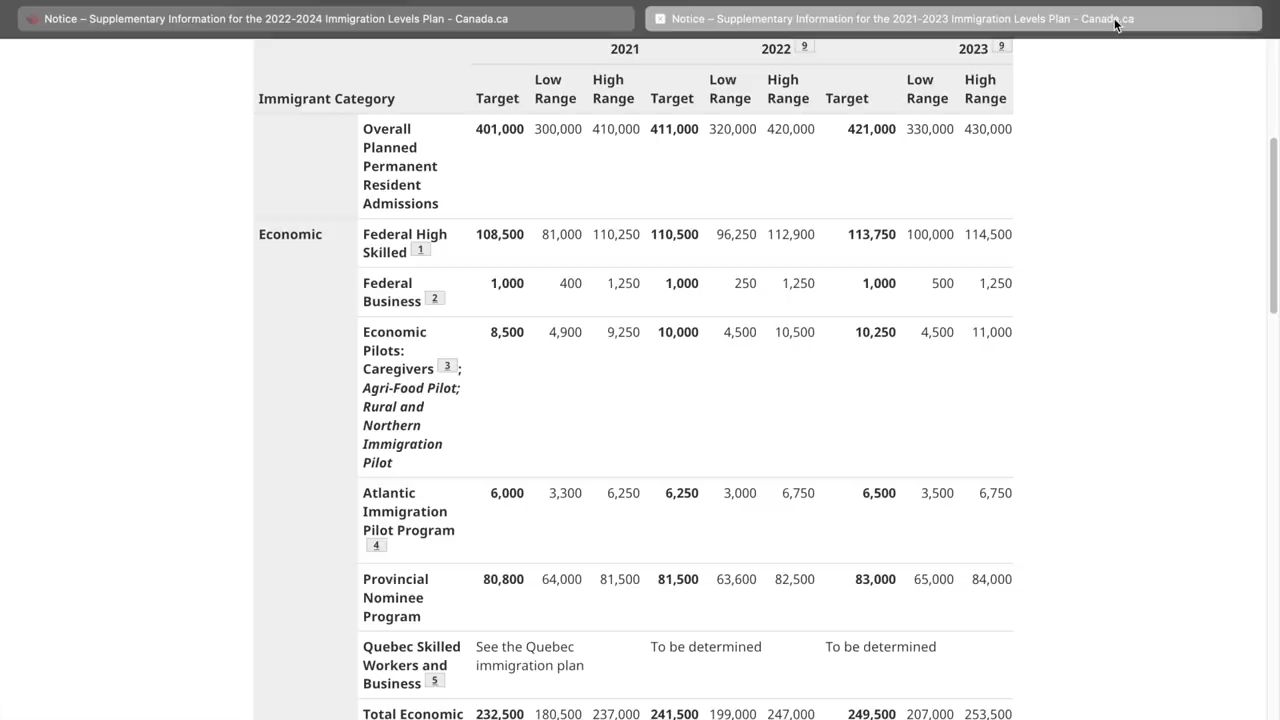 Notice – Supplementary Information for the 2022-2024 Immigration Levels Plan - Canada.ca
Notice – Supplementary Information for the 2021-2023 Immigration Levels Plan - Canada.ca
2021 2022 9 2023 9
Immigrant Category Target Low Range High Range Target Low Range High Range Target Low Range High Range
Overall 401,000 300,000 410,000 411,000 320,000 420,000 421,000 330,000 430,000
Planned
Permanent
Resident
Admissions
Economic Federal High 108,500 81,000 110,250 110,500 96,250 112,900 113,750 100,000 114,500
Skilled 1
Federal 1,000 400 1,250 1,000 250 1,250 1,000 500 1,250
Business 2
Economic 8,500 4,900 9,250 10,000 4,500 10,500 10,250 4,500 11,000
Pilots:
Caregivers 3 ;
Agri-Food Pilot;
Rural and
Northern
Immigration
Pilot
Atlantic 6,000 3,300 6,250 6,250 3,000 6,750 6,500 3,500 6,750
Immigration
Pilot Program
4
Provincial 80,800 64,000 81,500 81,500 63,600 82,500 83,000 65,000 84,000
Nominee
Program
Quebec Skilled See the Quebec To be determined To be determined
Workers and immigration plan
Business 5
Total Economic 232,500 180,500 237,000 241,500 199,000 247,000 249,500 207,000 253,500